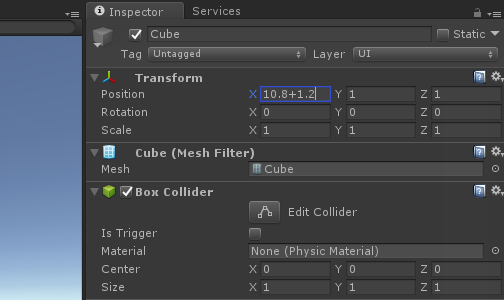 Inspector Services
Cube Static
Tag Untagged Layer UI
Transform
Position X 10.8+1.2 Y 1 Z 1
Rotation X 0 Y 0 Z 0
Scale X 1 Y 1 Z 1
Cube (Mesh Filter)
Mesh Cube
Box Collider
Edit Collider
Is Trigger
Material None (Physic Material)
Center X 0 Y 0 Z 0
Size X 1 Y 1 Z 1